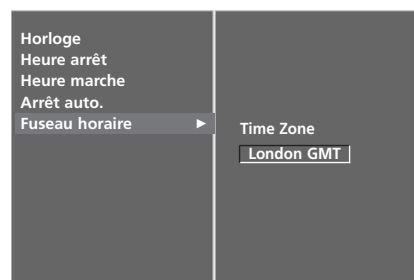 Horloge
Heure arrêt
Heure marche
Arrêt auto.
Fuseau horaire ►
Time Zone
London GMT